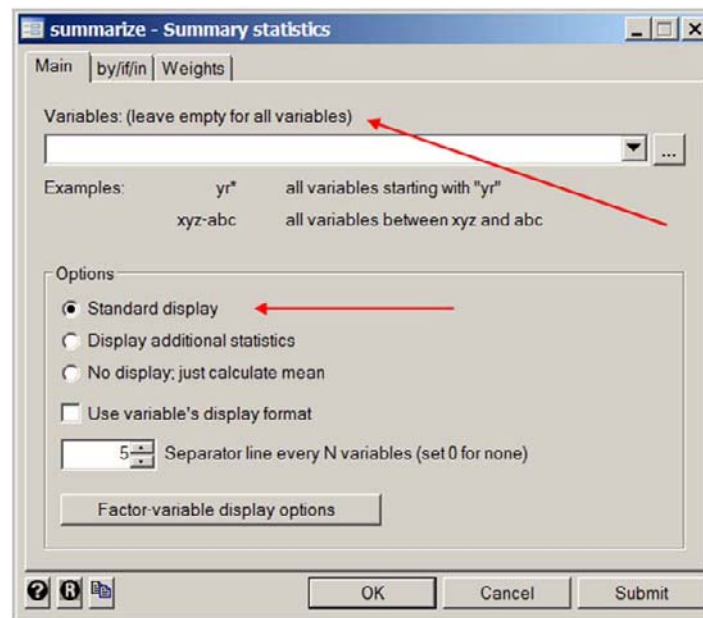 summarize - Summary statistics
Main by/if/in Weights
Variables: (leave empty for all variables)
...
Examples: yr* all variables starting with "yr"
xyz-abc all variables between xyz and abc
Options
Standard display
Display additional statistics
No display; just calculate mean
Use variable's display format
5 Separator line every N variables (set 0 for none)
Factor-variable display options
? R OK Cancel Submit